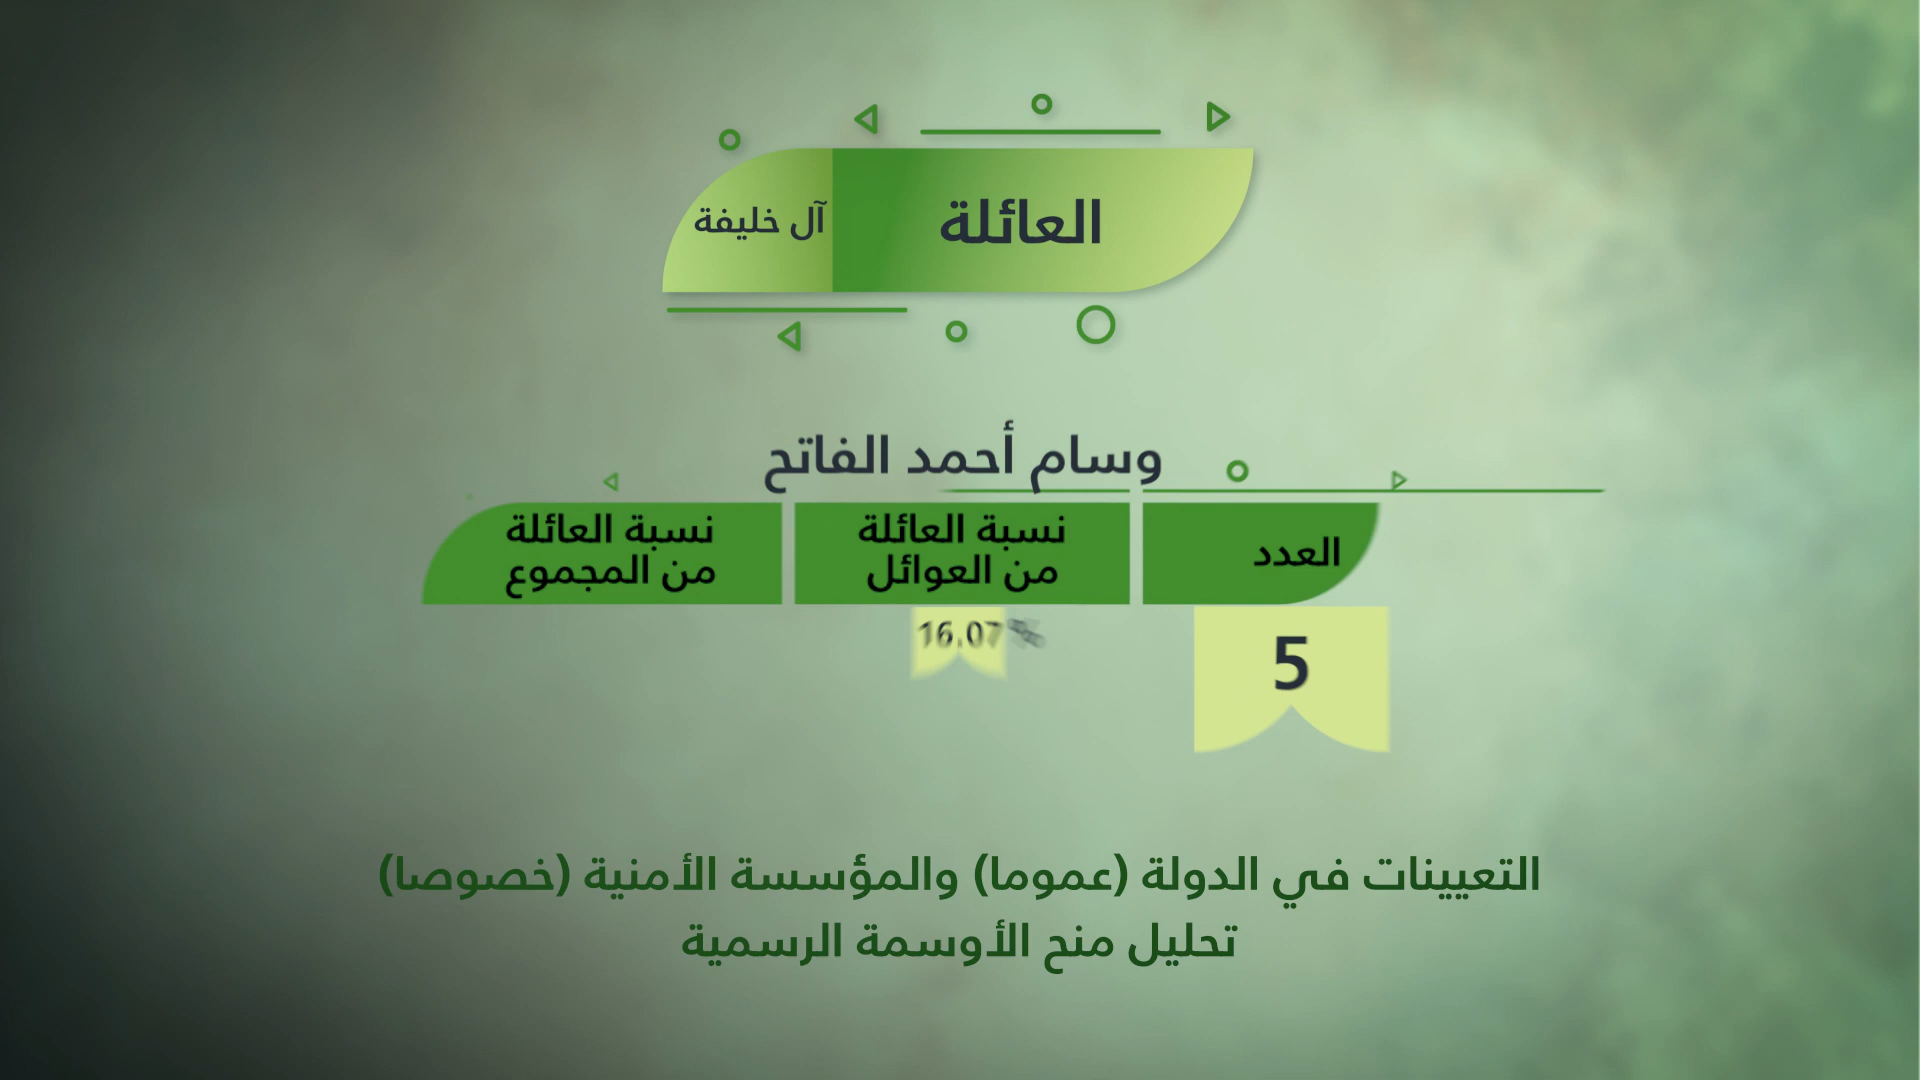 العائلة
آل خليفة
وسام أحمد الفاتح
العدد
نسبة العائلة
من العوائل
نسبة العائلة
من المجموع
5
16.07
التعيينات في الدولة (عموما) والمؤسسة الأمنية (خصوصا)
تحليل منح الأوسمة الرسمية